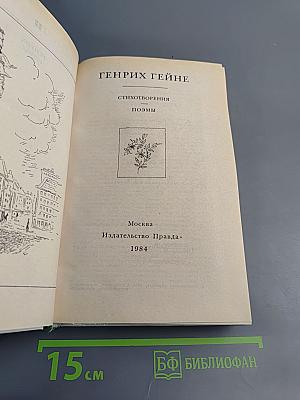 ГЕНРИХ ГЕЙНЕ
СТИХОТВОРЕНИЯ
ПОЭМЫ
Москва
Издательство «Правда»
1984
15 см
БФ БИБЛИОФАН